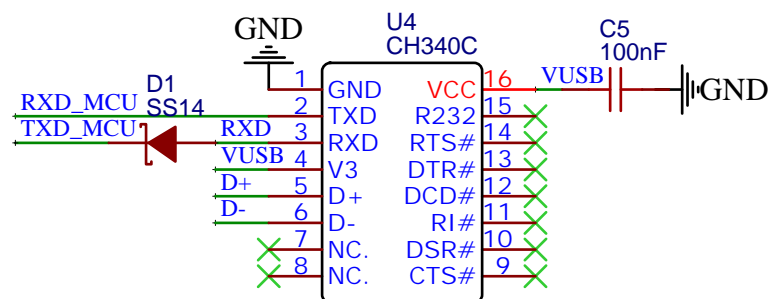 U4
CH340C
GND
C5
100nF
D1
SS14
RXD_MCU
TXD_MCU
RXD
VUSB
D+
D-
1 GND
2 TXD
3 RXD
4 V3
5 D+
6 D-
7 NC.
8 NC.
VCC 16
R232 15
RTS# 14
DTR# 13
DCD# 12
RI# 11
DSR# 10
CTS# 9
VUSB
GND